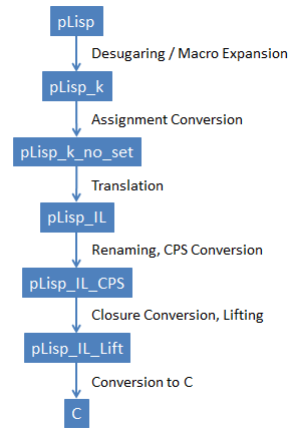 pLisp
Desugaring / Macro Expansion
pLisp_k
Assignment Conversion
pLisp_k_no_set
Translation
pLisp_IL
Renaming, CPS Conversion
pLisp_IL_CPS
Closure Conversion, Lifting
pLisp_IL_Lift
Conversion to C
C